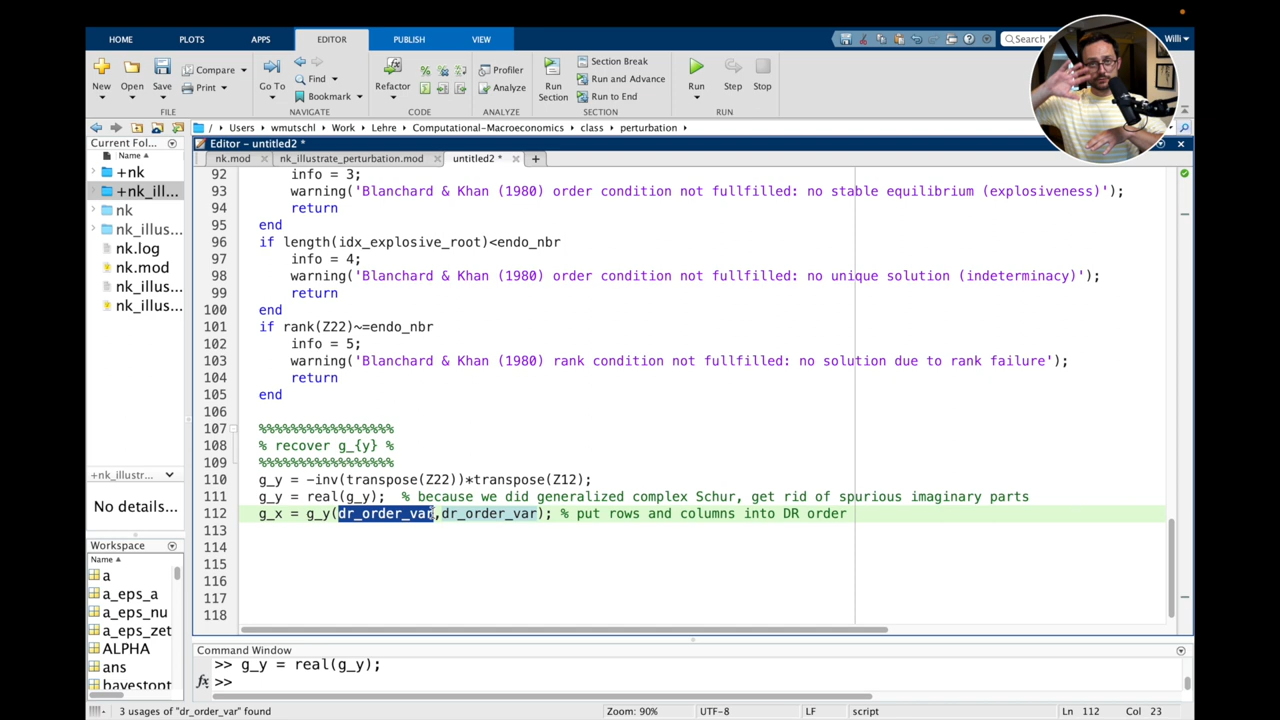 HOME PLOTS APPS EDITOR PUBLISH VIEW Search Willi
New Open Save Compare Print Go To Find Bookmark Refactor Profiler Analyze Run Section Section Break Run and Advance Run to End Run Step Stop
FILE NAVIGATE CODE ANALYZE SECTION RUN
/ Users wmutschl Work Lehre Computational-Macroeconomics class perturbation
Current Fol...
Name
+nk
+nk_ill...
nk
nk_illus...
nk.log
nk.mod
nk_illus...
nk_illus...
+nk_illustr...
No details...
Workspace
Name
a
a_eps_a
a_eps_nu
a_eps_zet
ALPHA
ans
bayestopt
Editor - untitled2 *
nk.mod nk_illustrate_perturbation.mod untitled2 *
92 info = 3;
93 warning('Blanchard & Khan (1980) order condition not fullfilled: no stable equilibrium (explosiveness)');
94 return
95 end
96 if length(idx_explosive_root)<endo_nbr
97 info = 4;
98 warning('Blanchard & Khan (1980) order condition not fullfilled: no unique solution (indeterminacy)');
99 return
100 end
101 if rank(Z22)~=endo_nbr
102 info = 5;
103 warning('Blanchard & Khan (1980) rank condition not fullfilled: no solution due to rank failure');
104 return
105 end
106
107 %%%%%%%%%%%%%%%%%
108 % recover g_{y} %
109 %%%%%%%%%%%%%%%%%
110 g_y = -inv(transpose(Z22))*transpose(Z12);
111 g_y = real(g_y); % because we did generalized complex Schur, get rid of spurious imaginary parts
112 g_x = g_y(dr_order_var,dr_order_var); % put rows and columns into DR order
113
114
115
116
117
118
Command Window
>> g_y = real(g_y);
fx >>
3 usages of "dr_order_var" found Zoom: 90% UTF-8 LF script Ln 112 Col 23